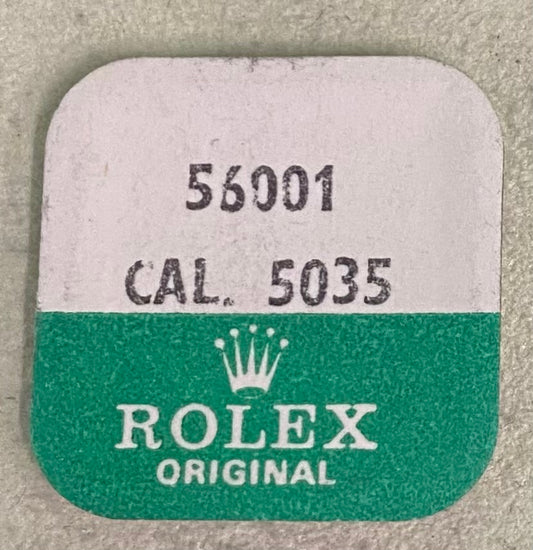 56001
CAL. 5035
ROLEX
ORIGINAL